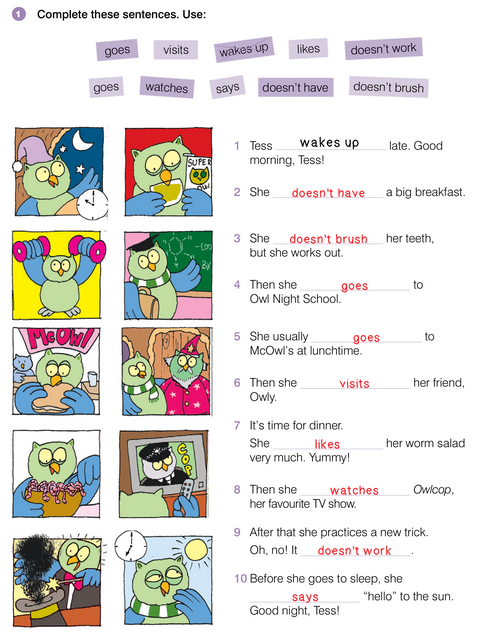 1 Complete these sentences. Use:
goes visits wakes up likes doesn't work
goes watches says doesn't have doesn't brush
SUPER
OWL
McOwl
COP
1 Tess wakes up late. Good
morning, Tess!
2 She doesn't have a big breakfast.
3 She doesn't brush her teeth,
but she works out.
4 Then she goes to
Owl Night School.
5 She usually goes to
McOwl's at lunchtime.
6 Then she visits her friend,
Owly.
7 It's time for dinner.
She likes her worm salad
very much. Yummy!
8 Then she watches Owlcop,
her favourite TV show.
9 After that she practices a new trick.
Oh, no! It doesn't work.
10 Before she goes to sleep, she
says "hello" to the sun.
Good night, Tess!